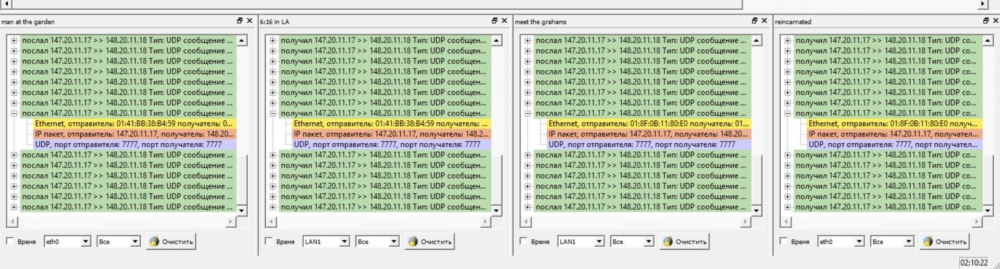 man at the garden
послал 147.20.11.17 >> 148.20.11.18 Тип: UDP сообщение ...
послал 147.20.11.17 >> 148.20.11.18 Тип: UDP сообщение ...
послал 147.20.11.17 >> 148.20.11.18 Тип: UDP сообщение ...
послал 147.20.11.17 >> 148.20.11.18 Тип: UDP сообщение ...
послал 147.20.11.17 >> 148.20.11.18 Тип: UDP сообщение ...
послал 147.20.11.17 >> 148.20.11.18 Тип: UDP сообщение ...
послал 147.20.11.17 >> 148.20.11.18 Тип: UDP сообщение ...
послал 147.20.11.17 >> 148.20.11.18 Тип: UDP сообщение ...
Ethernet, отправитель: 01:41:BB:38:B4:59 получатель: 0...
IP пакет, отправитель: 147.20.11.17, получатель: 148.20...
UDP, порт отправителя: 7777, порт получателя: 7777
послал 147.20.11.17 >> 148.20.11.18 Тип: UDP сообщение ...
послал 147.20.11.17 >> 148.20.11.18 Тип: UDP сообщение ...
послал 147.20.11.17 >> 148.20.11.18 Тип: UDP сообщение ...
послал 147.20.11.17 >> 148.20.11.18 Тип: UDP сообщение ...
послал 147.20.11.17 >> 148.20.11.18 Тип: UDP сообщение ...
послал 147.20.11.17 >> 148.20.11.18 Тип: UDP сообщение ...
Время eth0 Все Очистить
6:16 in LA
получил 147.20.11.17 >> 148.20.11.18 Тип: UDP сообщен...
получил 147.20.11.17 >> 148.20.11.18 Тип: UDP сообщен...
получил 147.20.11.17 >> 148.20.11.18 Тип: UDP сообщен...
получил 147.20.11.17 >> 148.20.11.18 Тип: UDP сообщен...
получил 147.20.11.17 >> 148.20.11.18 Тип: UDP сообщен...
получил 147.20.11.17 >> 148.20.11.18 Тип: UDP сообщен...
получил 147.20.11.17 >> 148.20.11.18 Тип: UDP сообщен...
получил 147.20.11.17 >> 148.20.11.18 Тип: UDP сообщен...
Ethernet, отправитель: 01:41:BB:38:B4:59 получатель: ...
IP пакет, отправитель: 147.20.11.17, получатель: 148.2...
UDP, порт отправителя: 7777, порт получателя: 7777
получил 147.20.11.17 >> 148.20.11.18 Тип: UDP сообщен...
получил 147.20.11.17 >> 148.20.11.18 Тип: UDP сообщен...
получил 147.20.11.17 >> 148.20.11.18 Тип: UDP сообщен...
получил 147.20.11.17 >> 148.20.11.18 Тип: UDP сообщен...
получил 147.20.11.17 >> 148.20.11.18 Тип: UDP сообщен...
получил 147.20.11.17 >> 148.20.11.18 Тип: UDP сообщен...
Время LAN1 Все Очистить
meet the grahams
послал 147.20.11.17 >> 148.20.11.18 Тип: UDP сообщение ...
послал 147.20.11.17 >> 148.20.11.18 Тип: UDP сообщение ...
послал 147.20.11.17 >> 148.20.11.18 Тип: UDP сообщение ...
послал 147.20.11.17 >> 148.20.11.18 Тип: UDP сообщение ...
послал 147.20.11.17 >> 148.20.11.18 Тип: UDP сообщение ...
послал 147.20.11.17 >> 148.20.11.18 Тип: UDP сообщение ...
послал 147.20.11.17 >> 148.20.11.18 Тип: UDP сообщение ...
послал 147.20.11.17 >> 148.20.11.18 Тип: UDP сообщение ...
Ethernet, отправитель: 01:8F:0B:11:80:E0 получатель: 01...
IP пакет, отправитель: 147.20.11.17, получатель: 148.20...
UDP, порт отправителя: 7777, порт получателя: 7777
послал 147.20.11.17 >> 148.20.11.18 Тип: UDP сообщение ...
послал 147.20.11.17 >> 148.20.11.18 Тип: UDP сообщение ...
послал 147.20.11.17 >> 148.20.11.18 Тип: UDP сообщение ...
послал 147.20.11.17 >> 148.20.11.18 Тип: UDP сообщение ...
послал 147.20.11.17 >> 148.20.11.18 Тип: UDP сообщение ...
послал 147.20.11.17 >> 148.20.11.18 Тип: UDP сообщение ...
Время LAN1 Все Очистить
reincarnated
получил 147.20.11.17 >> 148.20.11.18 Тип: UDP со...
получил 147.20.11.17 >> 148.20.11.18 Тип: UDP со...
получил 147.20.11.17 >> 148.20.11.18 Тип: UDP со...
получил 147.20.11.17 >> 148.20.11.18 Тип: UDP со...
получил 147.20.11.17 >> 148.20.11.18 Тип: UDP со...
получил 147.20.11.17 >> 148.20.11.18 Тип: UDP со...
получил 147.20.11.17 >> 148.20.11.18 Тип: UDP со...
получил 147.20.11.17 >> 148.20.11.18 Тип: UDP со...
Ethernet, отправитель: 01:8F:0B:11:80:E0 получ...
IP пакет, отправитель: 147.20.11.17, получател...
UDP, порт отправителя: 7777, порт получател...
получил 147.20.11.17 >> 148.20.11.18 Тип: UDP со...
получил 147.20.11.17 >> 148.20.11.18 Тип: UDP со...
получил 147.20.11.17 >> 148.20.11.18 Тип: UDP со...
получил 147.20.11.17 >> 148.20.11.18 Тип: UDP со...
получил 147.20.11.17 >> 148.20.11.18 Тип: UDP со...
получил 147.20.11.17 >> 148.20.11.18 Тип: UDP со...
Время eth0 Все Очистить
02:10:22